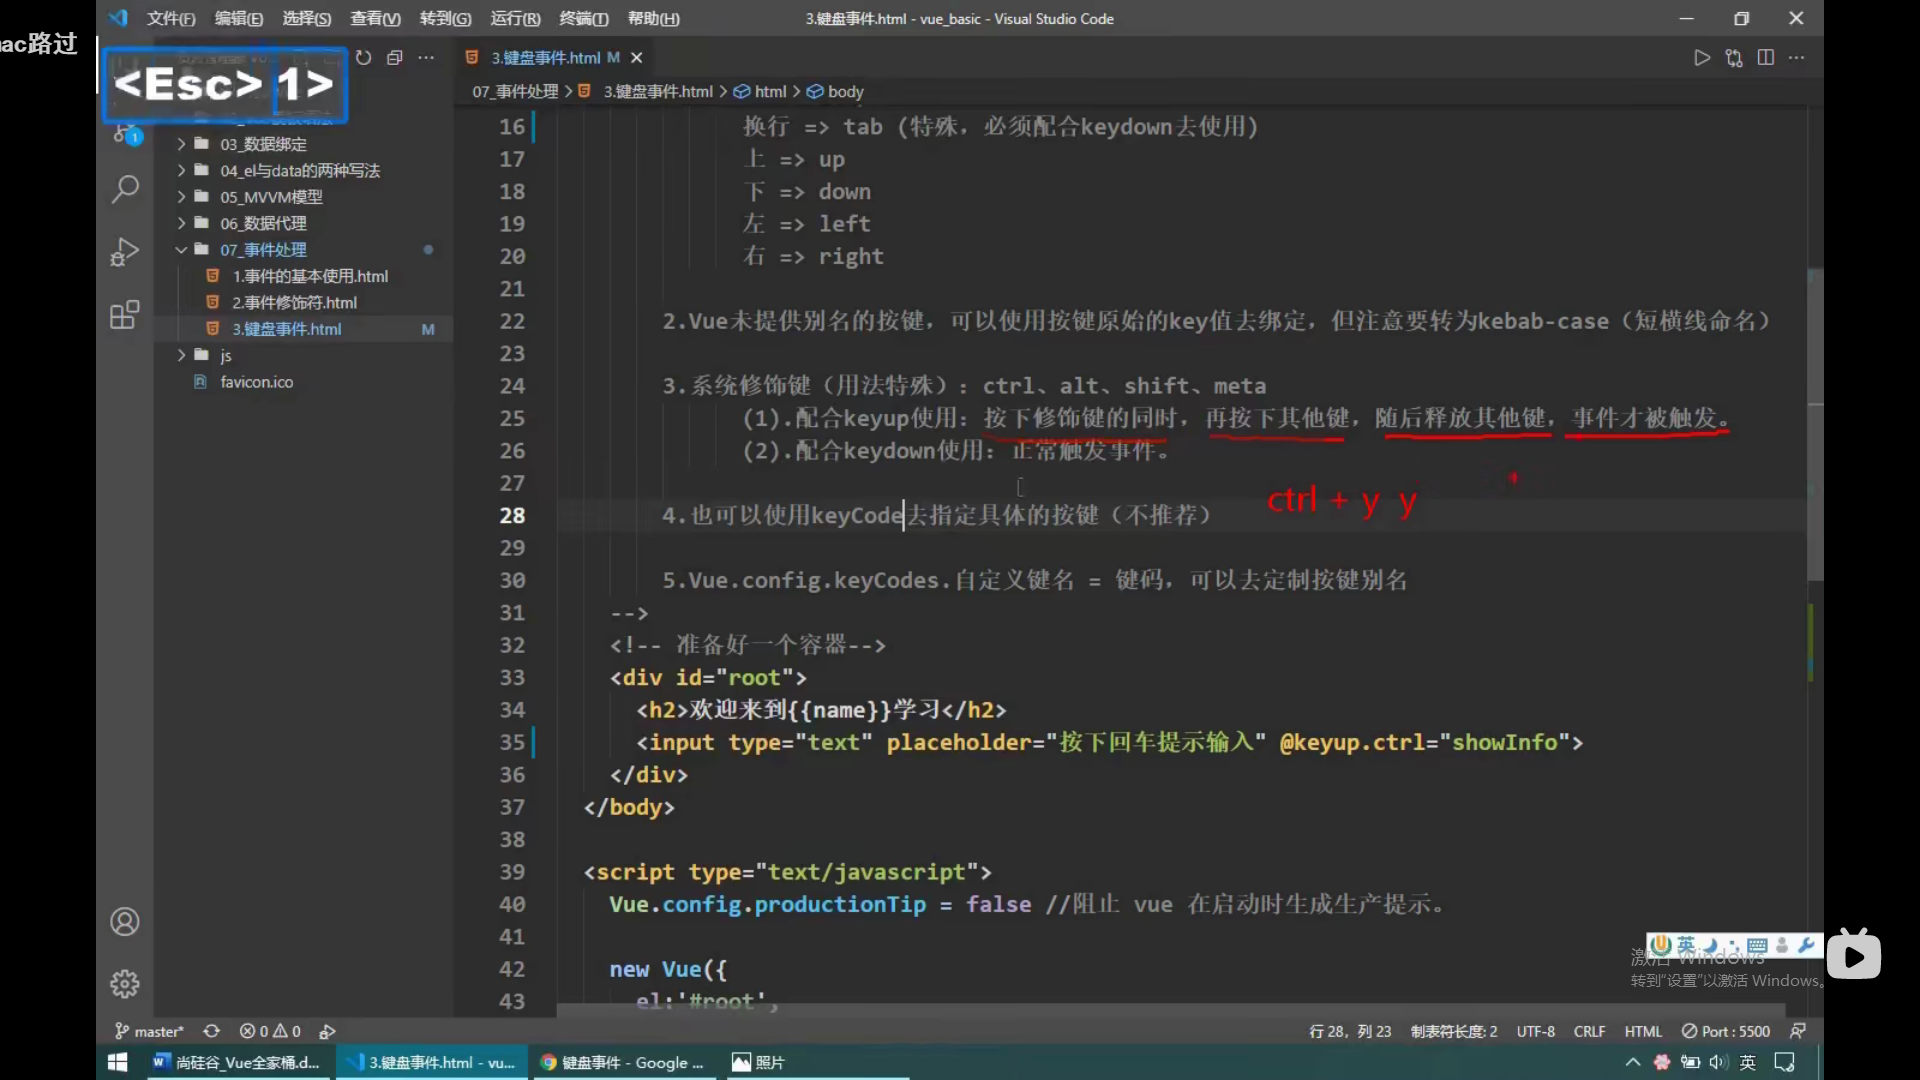 文件(F) 编辑(E) 选择(S) 查看(V) 转到(G) 运行(R) 终端(T) 帮助(H)
3.键盘事件.html - vue_basic - Visual Studio Code
mac路过
<Esc> 1>
3.键盘事件.html M
07_事件处理 > 3.键盘事件.html > html > body
1
03_数据绑定
04_el与data的两种写法
05_MVVM模型
06_数据代理
07_事件处理
1.事件的基本使用.html
2.事件修饰符.html
3.键盘事件.html M
js
favicon.ico
16 换行 => tab (特殊，必须配合keydown去使用)
17 上 => up
18 下 => down
19 左 => left
20 右 => right
21
22 2.Vue未提供别名的按键，可以使用按键原始的key值去绑定，但注意要转为kebab-case（短横线命名）
23
24 3.系统修饰键（用法特殊）：ctrl、alt、shift、meta
25 (1).配合keyup使用：按下修饰键的同时，再按下其他键，随后释放其他键，事件才被触发。
26 (2).配合keydown使用：正常触发事件。
27
28 4.也可以使用keyCode去指定具体的按键（不推荐）
ctrl + y y
29
30 5.Vue.config.keyCodes.自定义键名 = 键码，可以去定制按键别名
31 -->
32 <!-- 准备好一个容器-->
33 <div id="root">
34 <h2>欢迎来到{{name}}学习</h2>
35 <input type="text" placeholder="按下回车提示输入" @keyup.ctrl="showInfo">
36 </div>
37 </body>
38
39 <script type="text/javascript">
40 Vue.config.productionTip = false //阻止 vue 在启动时生成生产提示。
41
42 new Vue({
43 el:'#root',
英
激活 Windows
转到"设置"以激活 Windows。
master* 0 0
行 28，列 23 制表符长度: 2 UTF-8 CRLF HTML Port : 5500
尚硅谷_Vue全家桶.d...
3.键盘事件.html - vu...
键盘事件 - Google ...
照片
英